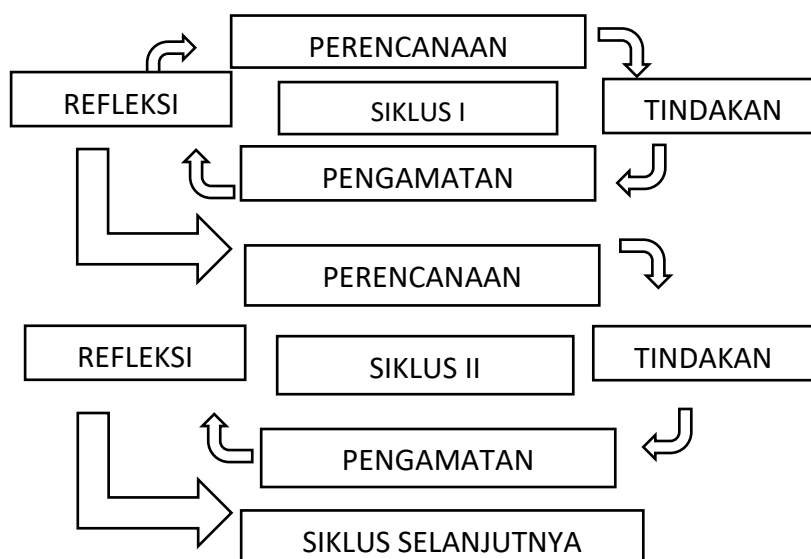 PERENCANAAN
REFLEKSI
SIKLUS I
TINDAKAN
PENGAMATAN
PERENCANAAN
REFLEKSI
SIKLUS II
TINDAKAN
PENGAMATAN
SIKLUS SELANJUTNYA